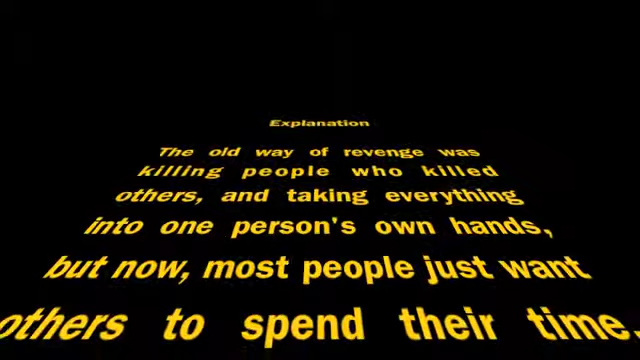 Explanation
The old way of revenge was
killing people who killed
others, and taking everything
into one person's own hands,
but now, most people just want
others to spend their time.